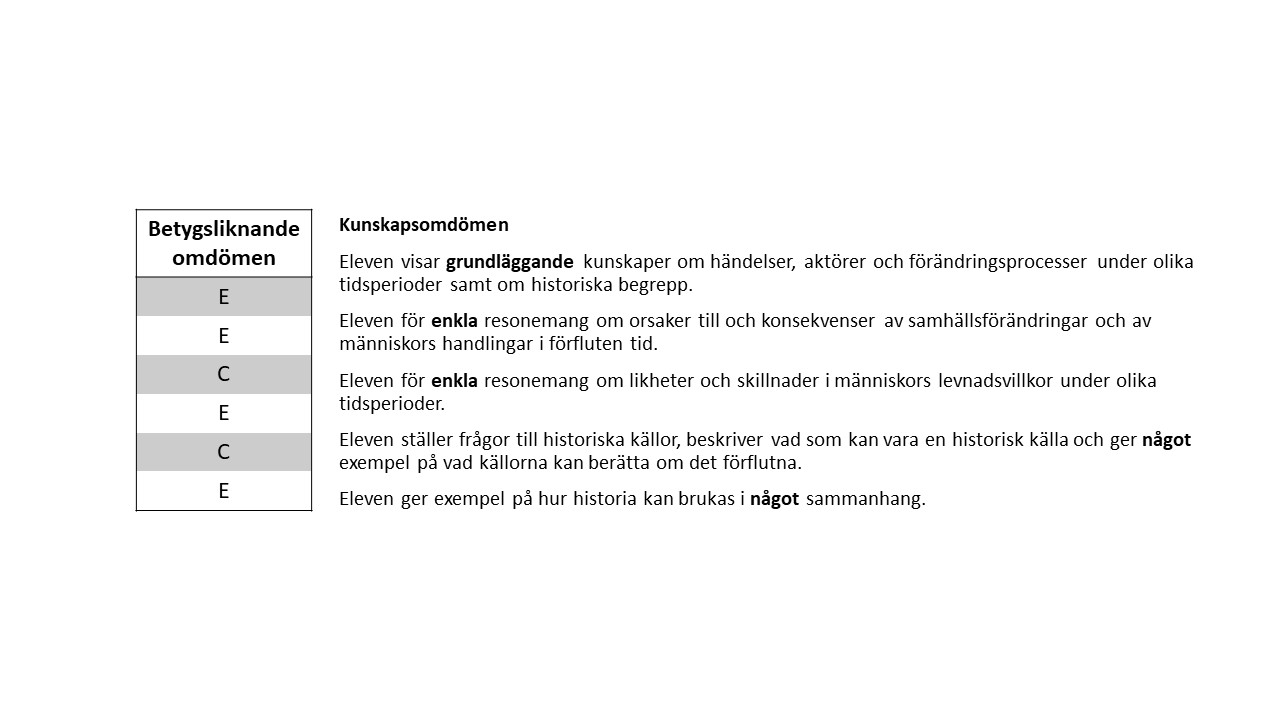 Betygsliknande
omdömen
E
E
C
E
C
E
Kunskapsomdömen
Eleven visar grundläggande kunskaper om händelser, aktörer och förändringsprocesser under olika
tidsperioder samt om historiska begrepp.
Eleven för enkla resonemang om orsaker till och konsekvenser av samhällsförändringar och av
människors handlingar i förfluten tid.
Eleven för enkla resonemang om likheter och skillnader i människors levnadsvillkor under olika
tidsperioder.
Eleven ställer frågor till historiska källor, beskriver vad som kan vara en historisk källa och ger något
exempel på vad källorna kan berätta om det förflutna.
Eleven ger exempel på hur historia kan brukas i något sammanhang.